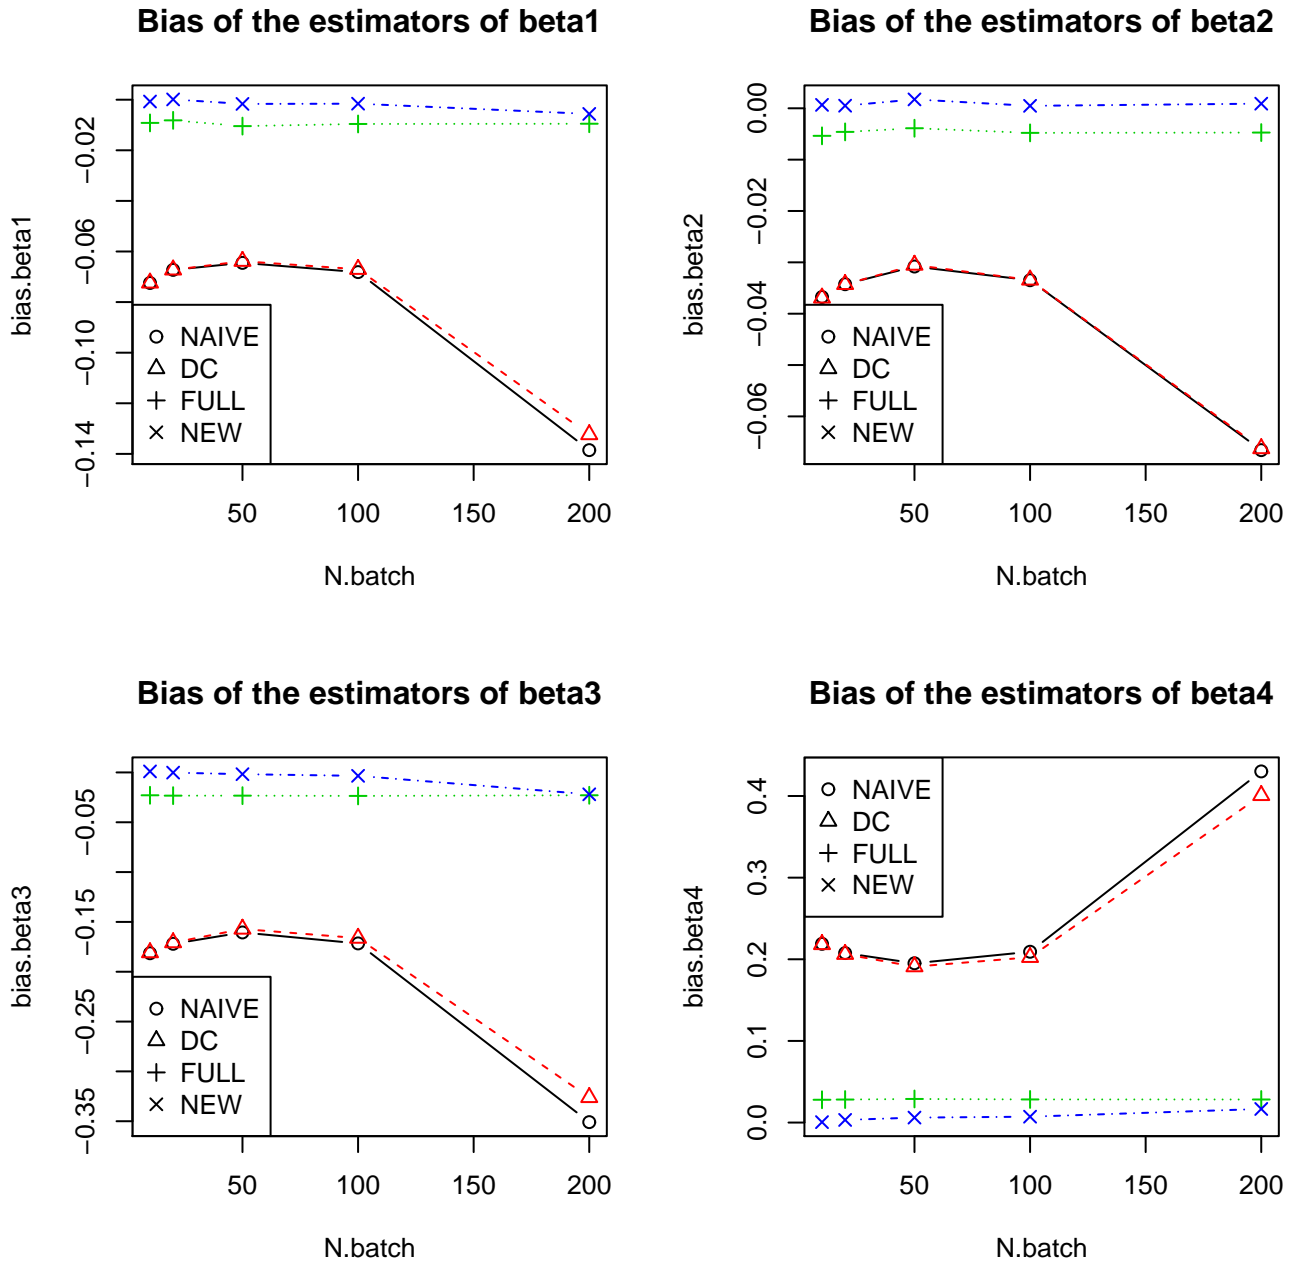 Bias of the estimators of beta1
bias.beta1
−0.02
−0.06
−0.10
−0.14
NAIVE
DC
FULL
NEW
50
100
150
200
N.batch
Bias of the estimators of beta2
bias.beta2
0.00
−0.02
−0.04
−0.06
NAIVE
DC
FULL
NEW
50
100
150
200
N.batch
Bias of the estimators of beta3
bias.beta3
−0.05
−0.15
−0.25
−0.35
NAIVE
DC
FULL
NEW
50
100
150
200
N.batch
Bias of the estimators of beta4
bias.beta4
0.4
0.3
0.2
0.1
0.0
NAIVE
DC
FULL
NEW
50
100
150
200
N.batch